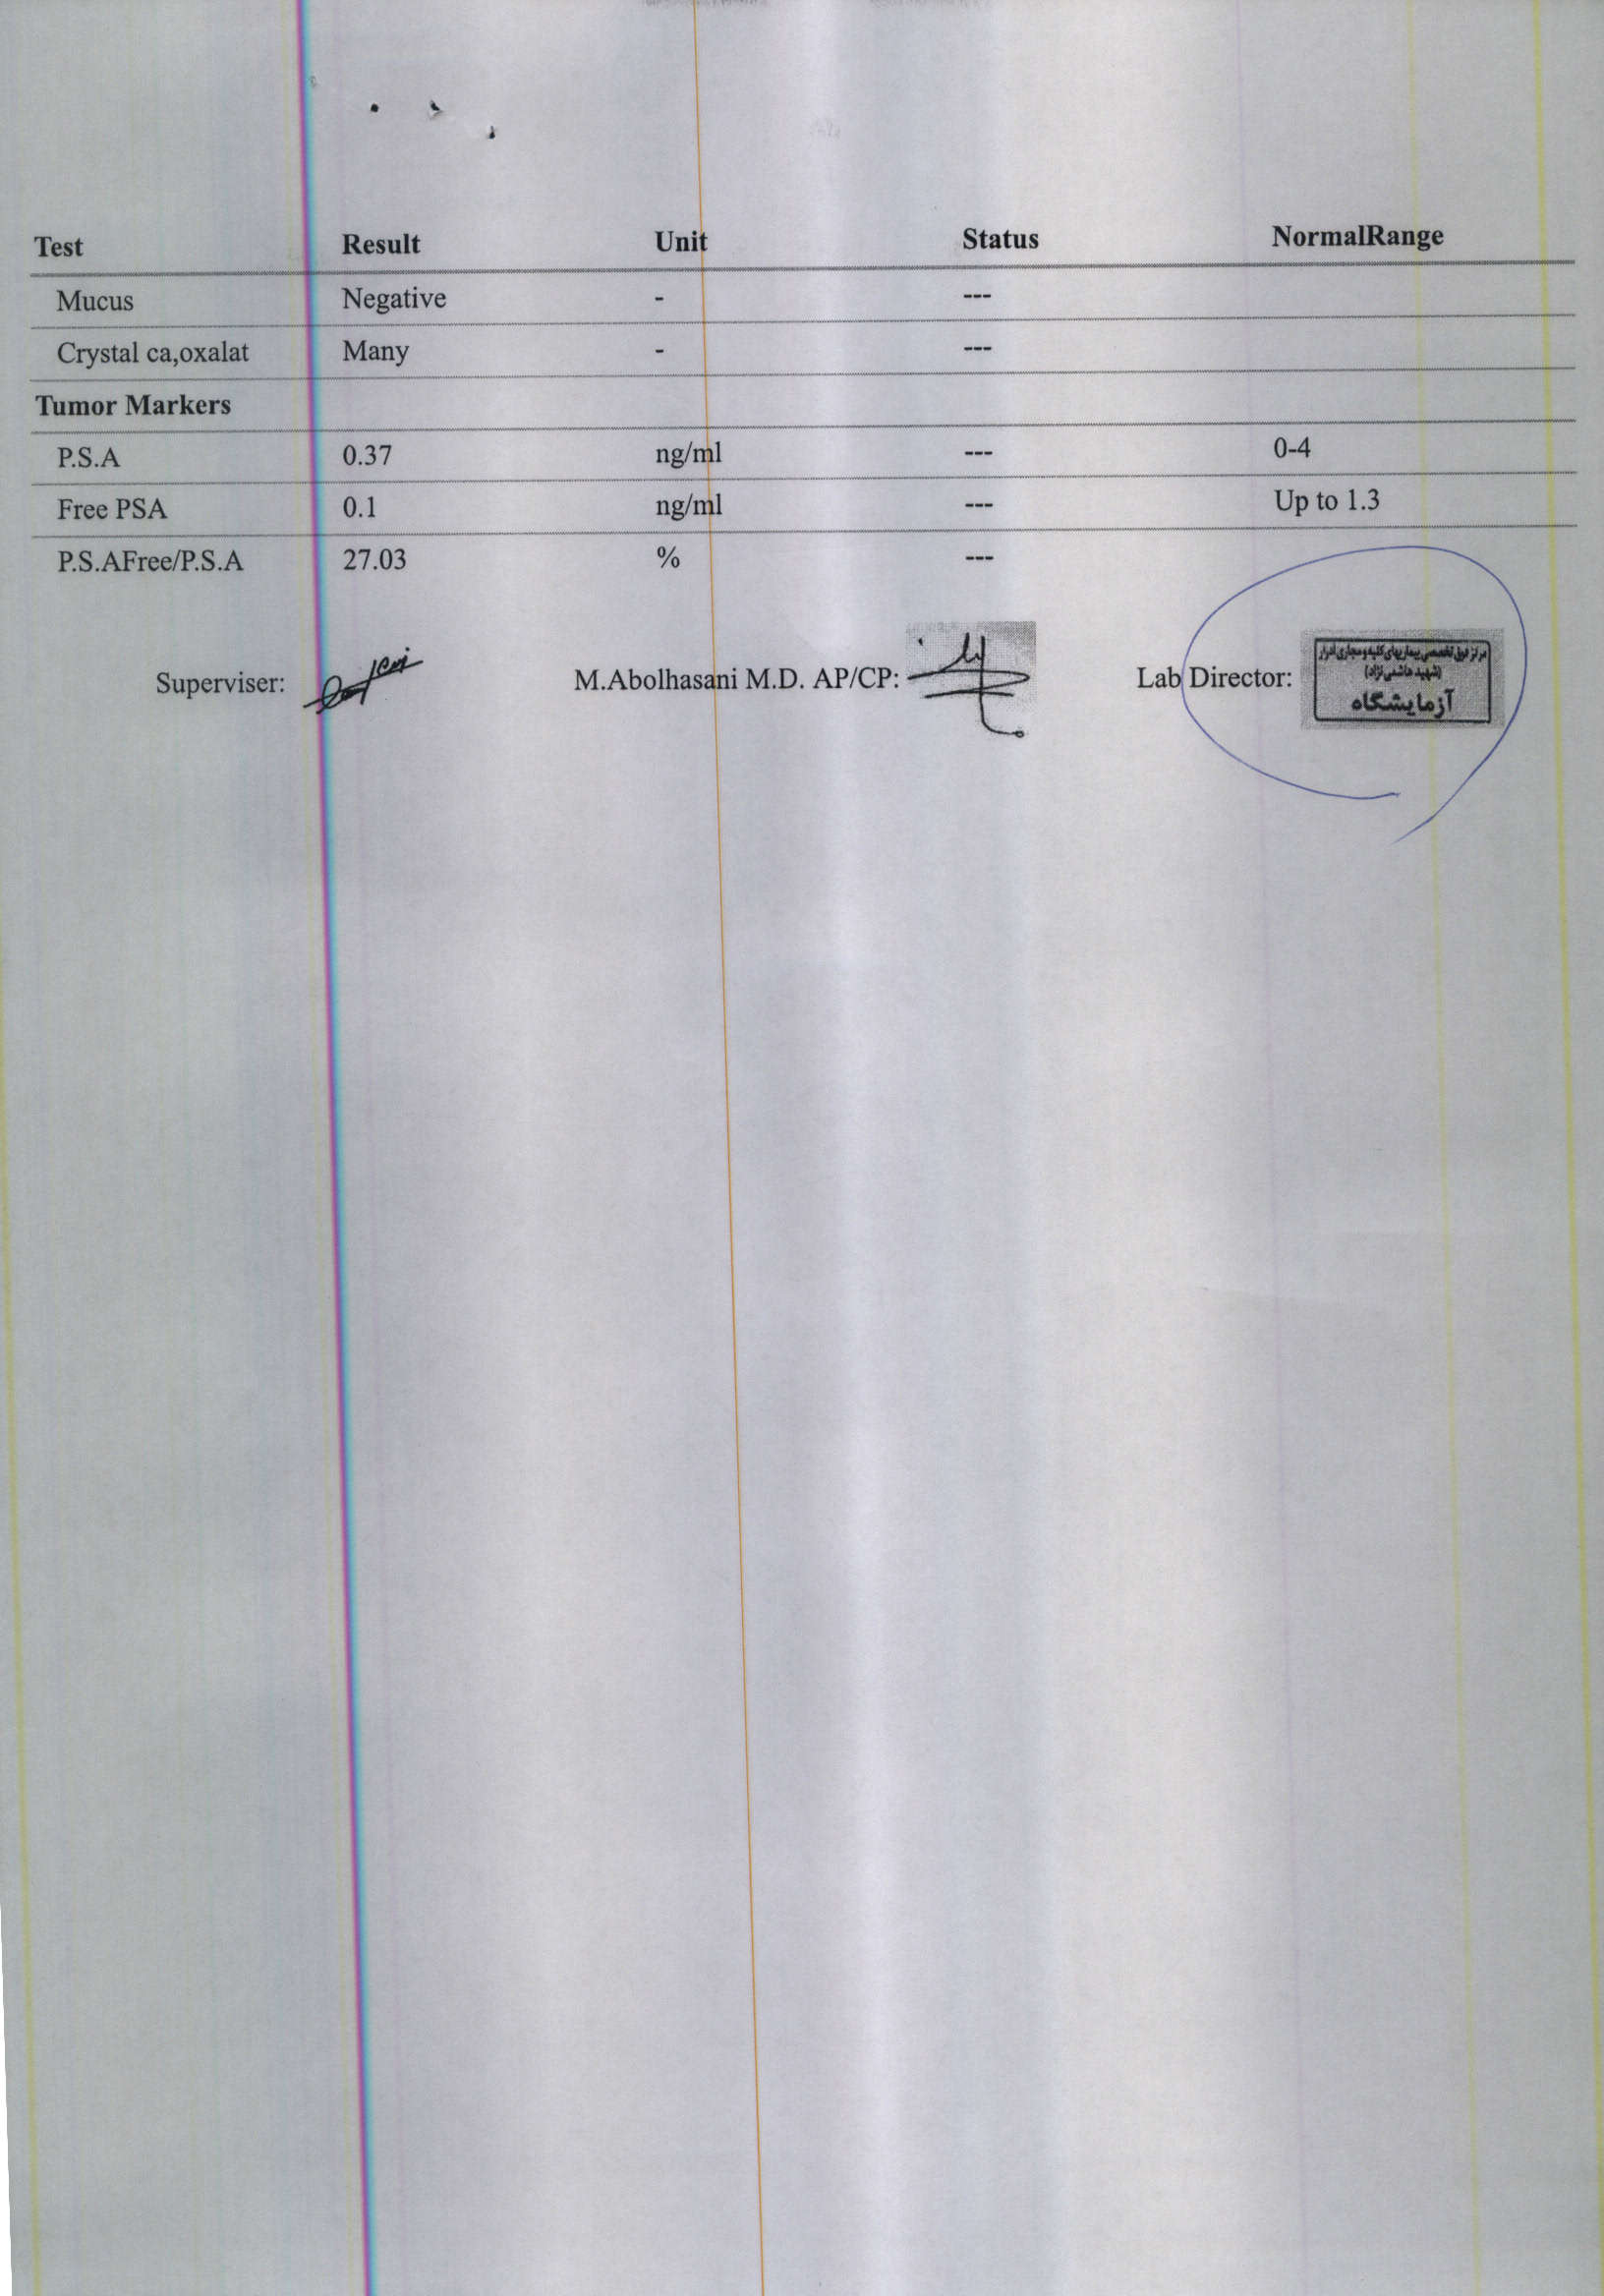 Test Result Unit Status NormalRange
Mucus Negative - ---
Crystal ca,oxalat Many - ---
Tumor Markers
P.S.A 0.37 ng/ml --- 0-4
Free PSA 0.1 ng/ml --- Up to 1.3
P.S.AFree/P.S.A 27.03 % ---
Superviser: M.Abolhasani M.D. AP/CP: Lab Director:
مرکز فوق تخصصی بیماریهای کلیه و مجاری ادرار
(شهید هاشمی نژاد)
آزمایشگاه